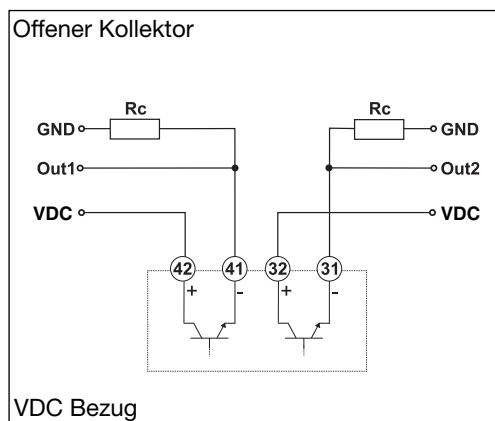 Offener Kollektor
Rc Rc
GND GND
Out1 Out2
VDC VDC
42 41 32 31
+ - + -
VDC Bezug